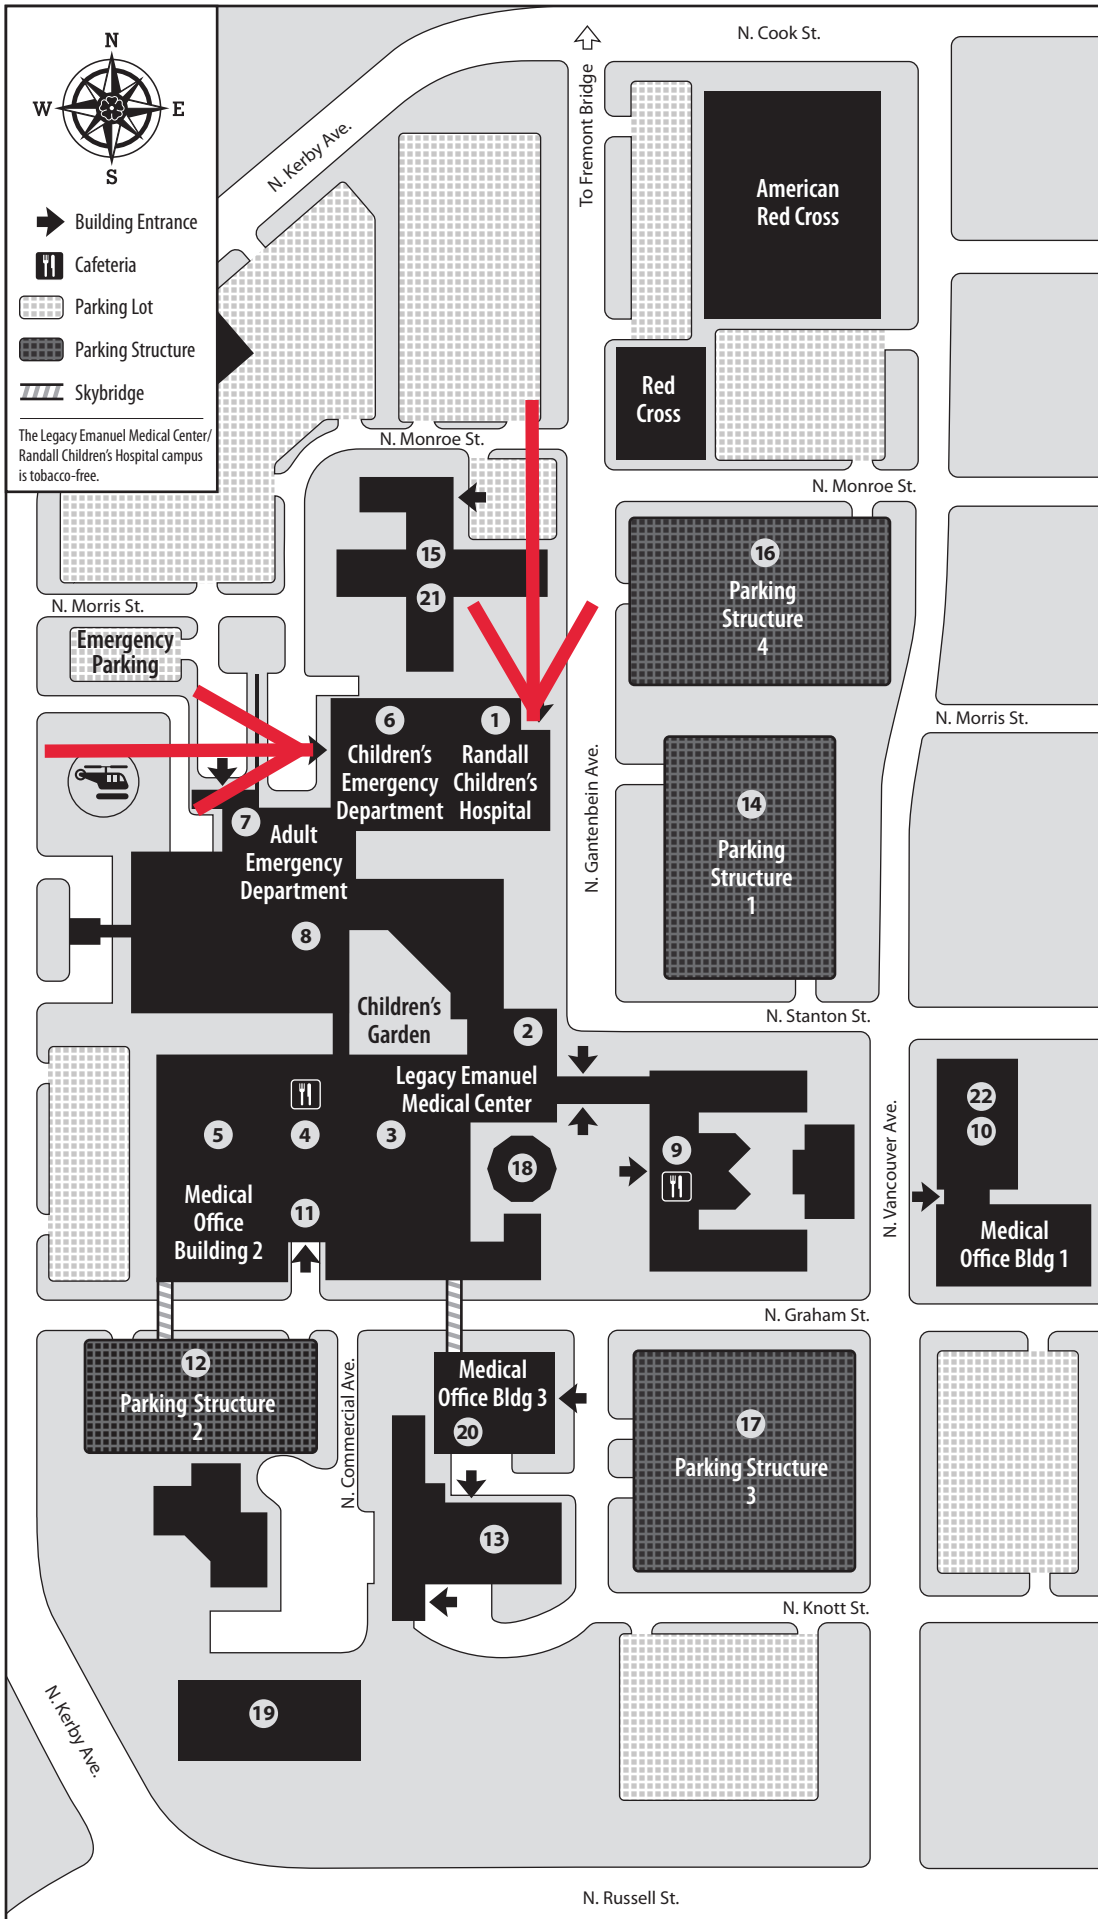 N. Cook St.
N
W
E
S
To Fremont Bridge
N. Kerby Ave.
American
Red Cross
Building Entrance
Cafeteria
Parking Lot
Parking Structure
Skybridge
The Legacy Emanuel Medical Center/
Randall Children's Hospital campus
is tobacco-free.
Red
Cross
N. Monroe St.
N. Monroe St.
15
21
16
Parking
Structure
4
N. Morris St.
Emergency
Parking
6
Children's
Emergency
Department
1
Randall
Children's
Hospital
N. Morris St.
N. Gantenbein Ave.
14
Parking
Structure
1
7
Adult
Emergency
Department
8
Children's
Garden
2
N. Stanton St.
Legacy Emanuel
Medical Center
5
4
3
18
9
22
10
N. Vancouver Ave.
Medical
Office
Building 2
11
Medical
Office Bldg 1
N. Graham St.
12
Parking Structure
2
N. Commercial Ave.
Medical
Office Bldg 3
20
17
Parking Structure
3
13
N. Knott St.
N. Kerby Ave.
19
N. Russell St.